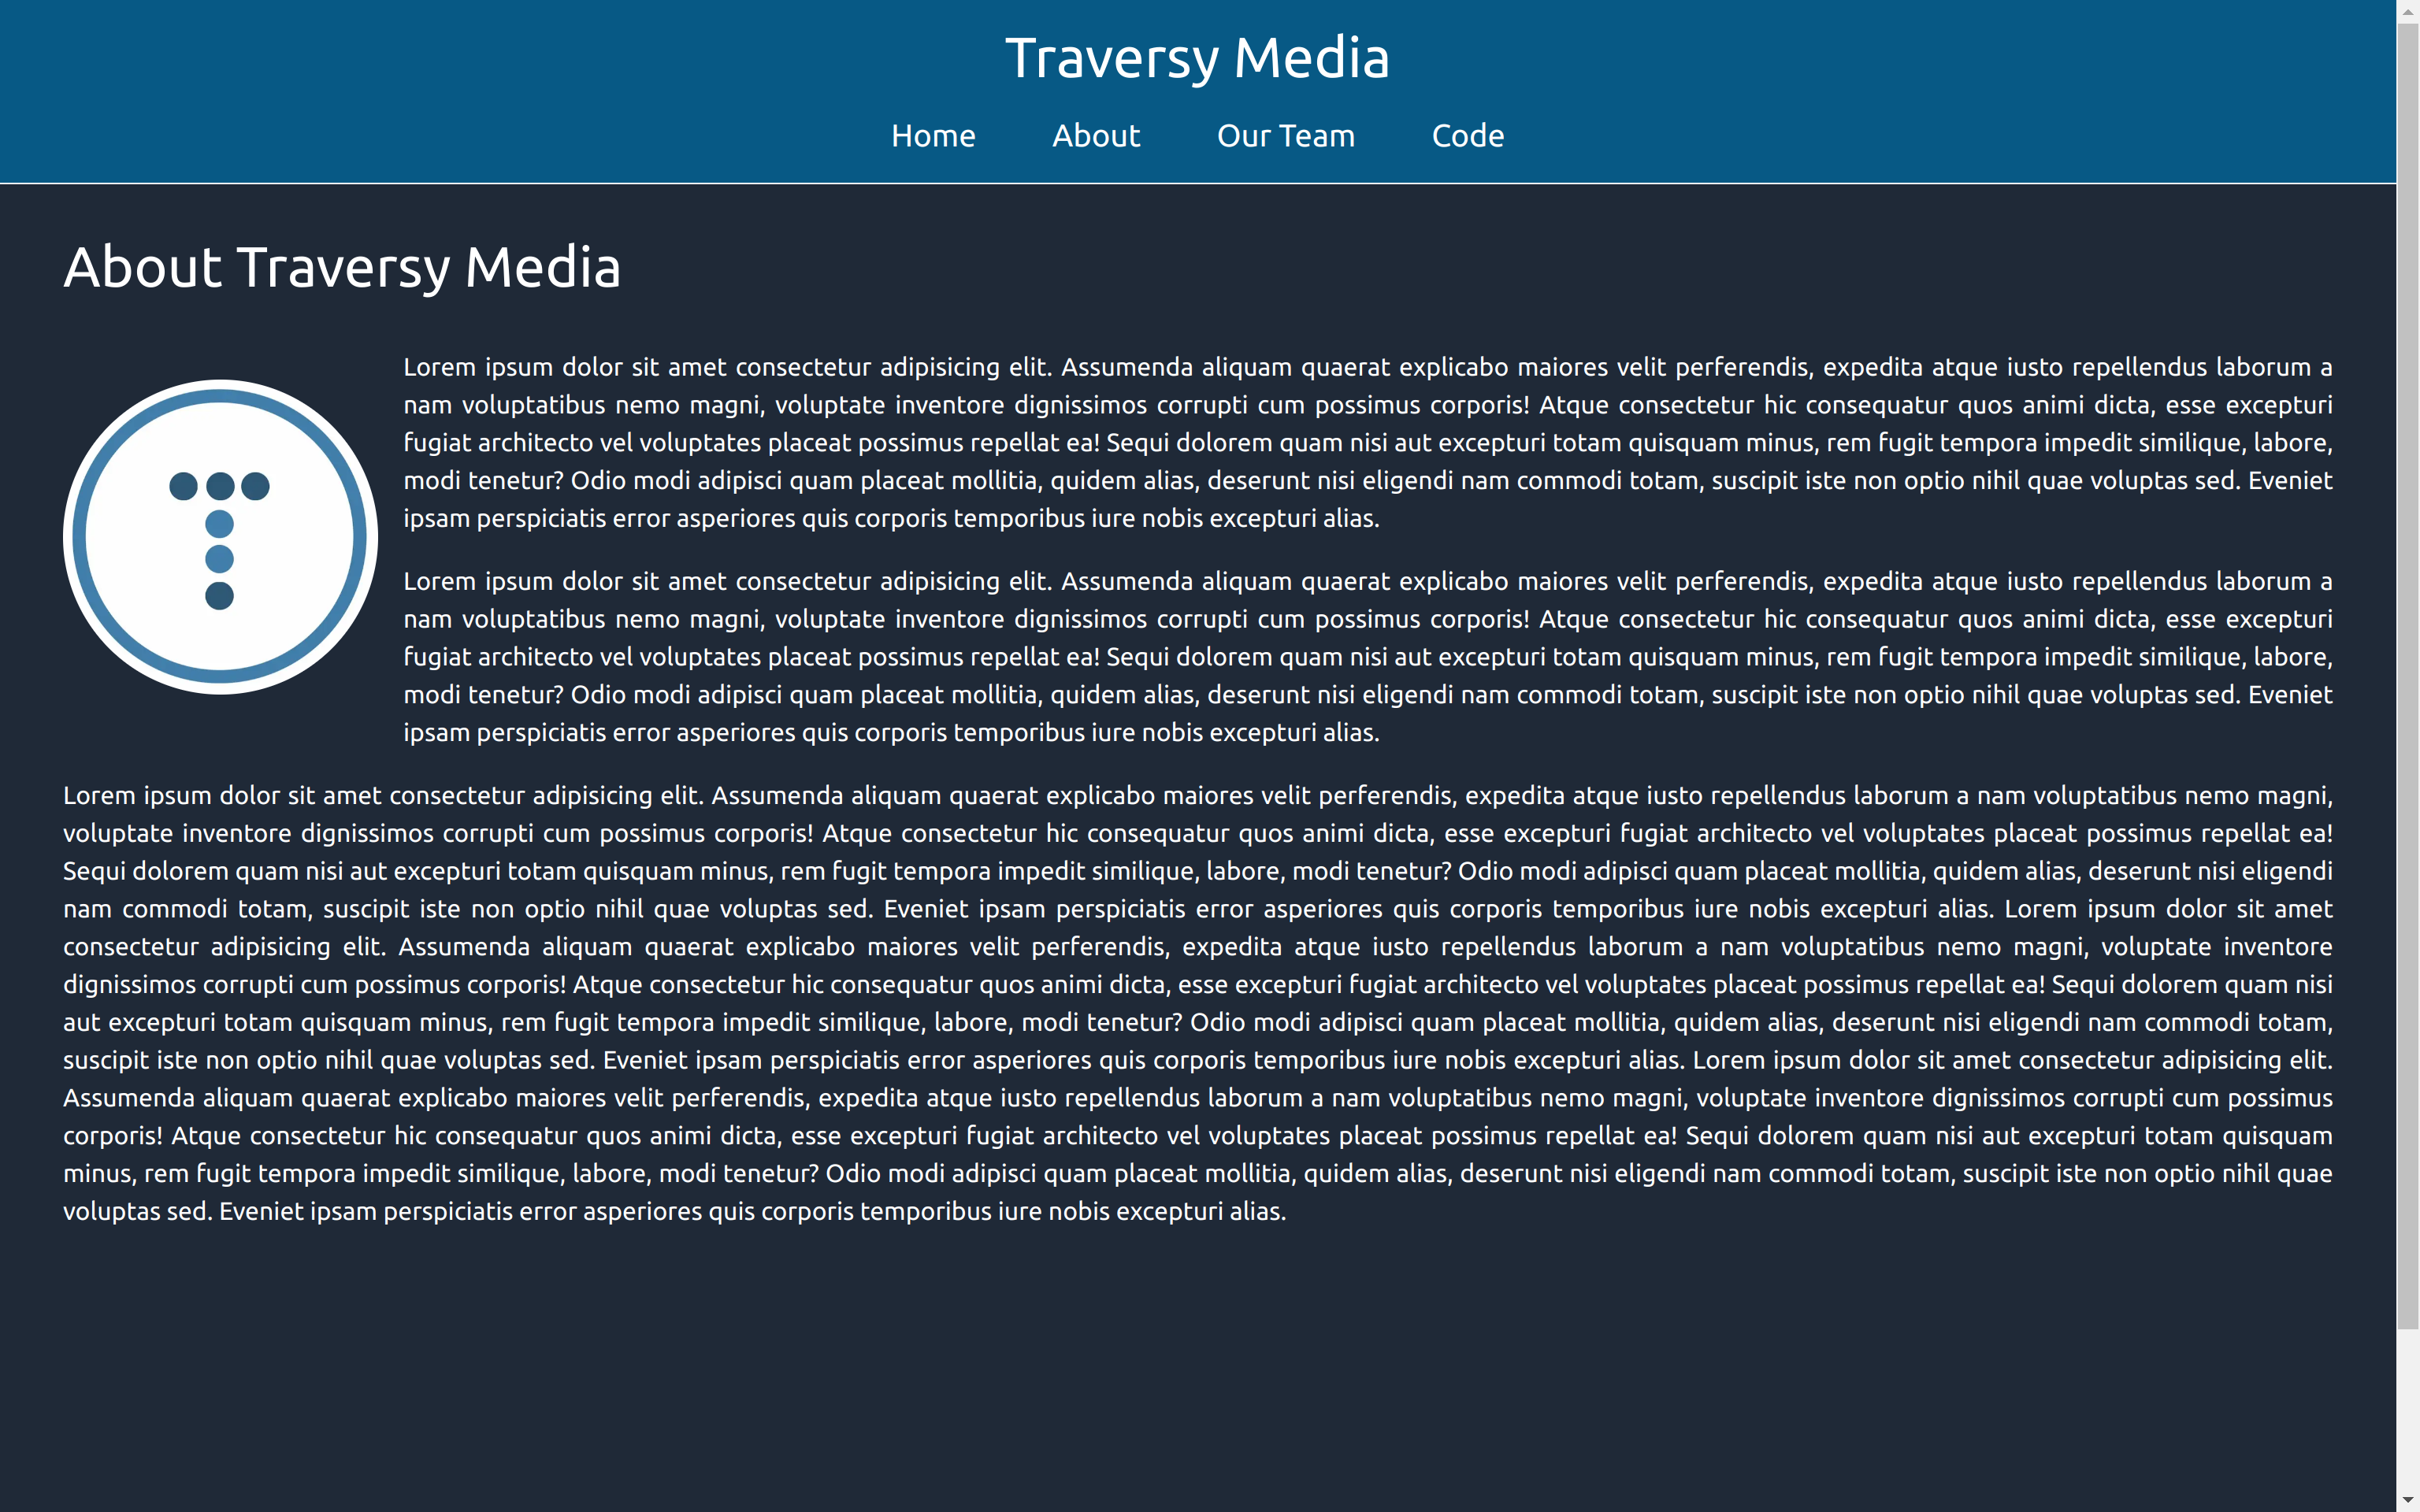 Traversy Media
Home About Our Team Code
About Traversy Media
Lorem ipsum dolor sit amet consectetur adipisicing elit. Assumenda aliquam quaerat explicabo maiores velit perferendis, expedita atque iusto repellendus laborum a
nam voluptatibus nemo magni, voluptate inventore dignissimos corrupti cum possimus corporis! Atque consectetur hic consequatur quos animi dicta, esse excepturi
fugiat architecto vel voluptates placeat possimus repellat ea! Sequi dolorem quam nisi aut excepturi totam quisquam minus, rem fugit tempora impedit similique, labore,
modi tenetur? Odio modi adipisci quam placeat mollitia, quidem alias, deserunt nisi eligendi nam commodi totam, suscipit iste non optio nihil quae voluptas sed. Eveniet
ipsam perspiciatis error asperiores quis corporis temporibus iure nobis excepturi alias.
Lorem ipsum dolor sit amet consectetur adipisicing elit. Assumenda aliquam quaerat explicabo maiores velit perferendis, expedita atque iusto repellendus laborum a
nam voluptatibus nemo magni, voluptate inventore dignissimos corrupti cum possimus corporis! Atque consectetur hic consequatur quos animi dicta, esse excepturi
fugiat architecto vel voluptates placeat possimus repellat ea! Sequi dolorem quam nisi aut excepturi totam quisquam minus, rem fugit tempora impedit similique, labore,
modi tenetur? Odio modi adipisci quam placeat mollitia, quidem alias, deserunt nisi eligendi nam commodi totam, suscipit iste non optio nihil quae voluptas sed. Eveniet
ipsam perspiciatis error asperiores quis corporis temporibus iure nobis excepturi alias.
Lorem ipsum dolor sit amet consectetur adipisicing elit. Assumenda aliquam quaerat explicabo maiores velit perferendis, expedita atque iusto repellendus laborum a nam voluptatibus nemo magni,
voluptate inventore dignissimos corrupti cum possimus corporis! Atque consectetur hic consequatur quos animi dicta, esse excepturi fugiat architecto vel voluptates placeat possimus repellat ea!
Sequi dolorem quam nisi aut excepturi totam quisquam minus, rem fugit tempora impedit similique, labore, modi tenetur? Odio modi adipisci quam placeat mollitia, quidem alias, deserunt nisi eligendi
nam commodi totam, suscipit iste non optio nihil quae voluptas sed. Eveniet ipsam perspiciatis error asperiores quis corporis temporibus iure nobis excepturi alias. Lorem ipsum dolor sit amet
consectetur adipisicing elit. Assumenda aliquam quaerat explicabo maiores velit perferendis, expedita atque iusto repellendus laborum a nam voluptatibus nemo magni, voluptate inventore
dignissimos corrupti cum possimus corporis! Atque consectetur hic consequatur quos animi dicta, esse excepturi fugiat architecto vel voluptates placeat possimus repellat ea! Sequi dolorem quam nisi
aut excepturi totam quisquam minus, rem fugit tempora impedit similique, labore, modi tenetur? Odio modi adipisci quam placeat mollitia, quidem alias, deserunt nisi eligendi nam commodi totam,
suscipit iste non optio nihil quae voluptas sed. Eveniet ipsam perspiciatis error asperiores quis corporis temporibus iure nobis excepturi alias. Lorem ipsum dolor sit amet consectetur adipisicing elit.
Assumenda aliquam quaerat explicabo maiores velit perferendis, expedita atque iusto repellendus laborum a nam voluptatibus nemo magni, voluptate inventore dignissimos corrupti cum possimus
corporis! Atque consectetur hic consequatur quos animi dicta, esse excepturi fugiat architecto vel voluptates placeat possimus repellat ea! Sequi dolorem quam nisi aut excepturi totam quisquam
minus, rem fugit tempora impedit similique, labore, modi tenetur? Odio modi adipisci quam placeat mollitia, quidem alias, deserunt nisi eligendi nam commodi totam, suscipit iste non optio nihil quae
voluptas sed. Eveniet ipsam perspiciatis error asperiores quis corporis temporibus iure nobis excepturi alias.